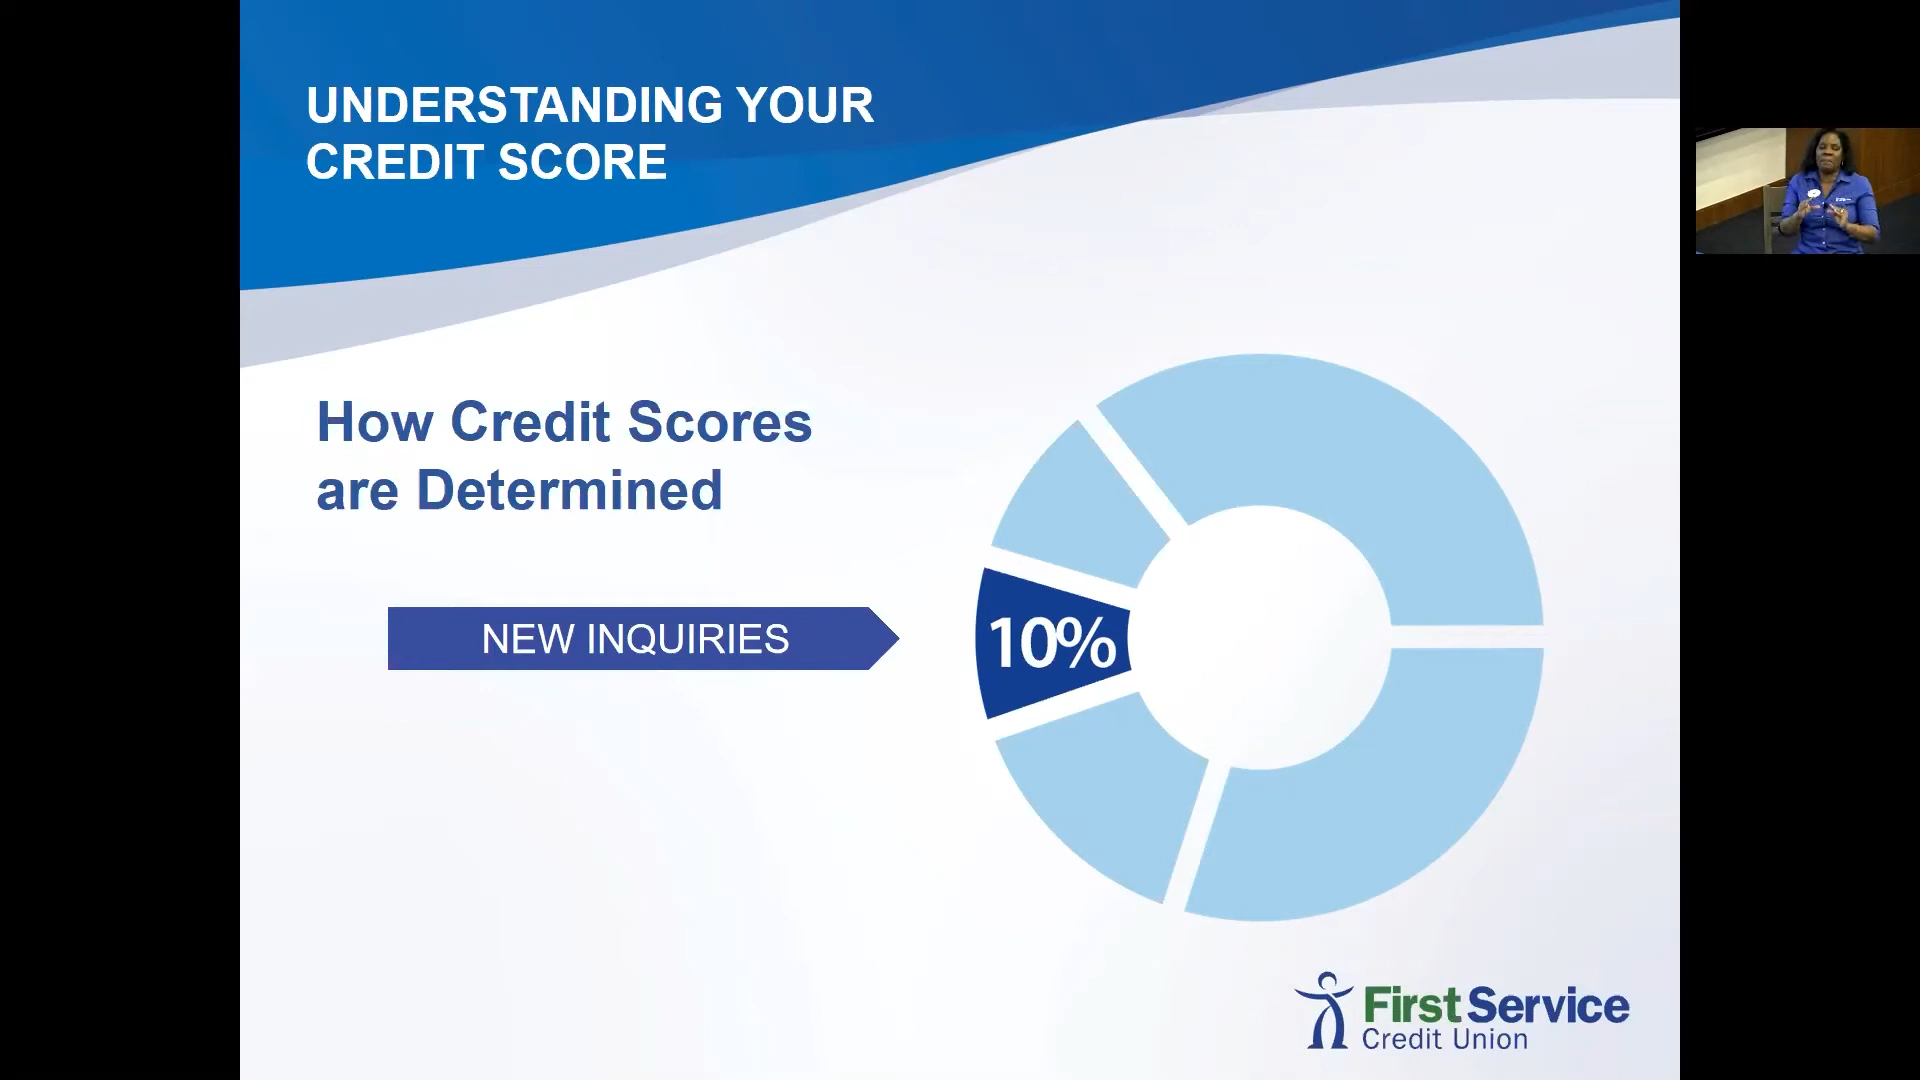 UNDERSTANDING YOUR
CREDIT SCORE
How Credit Scores
are Determined
NEW INQUIRIES
10%
First Service
Credit Union